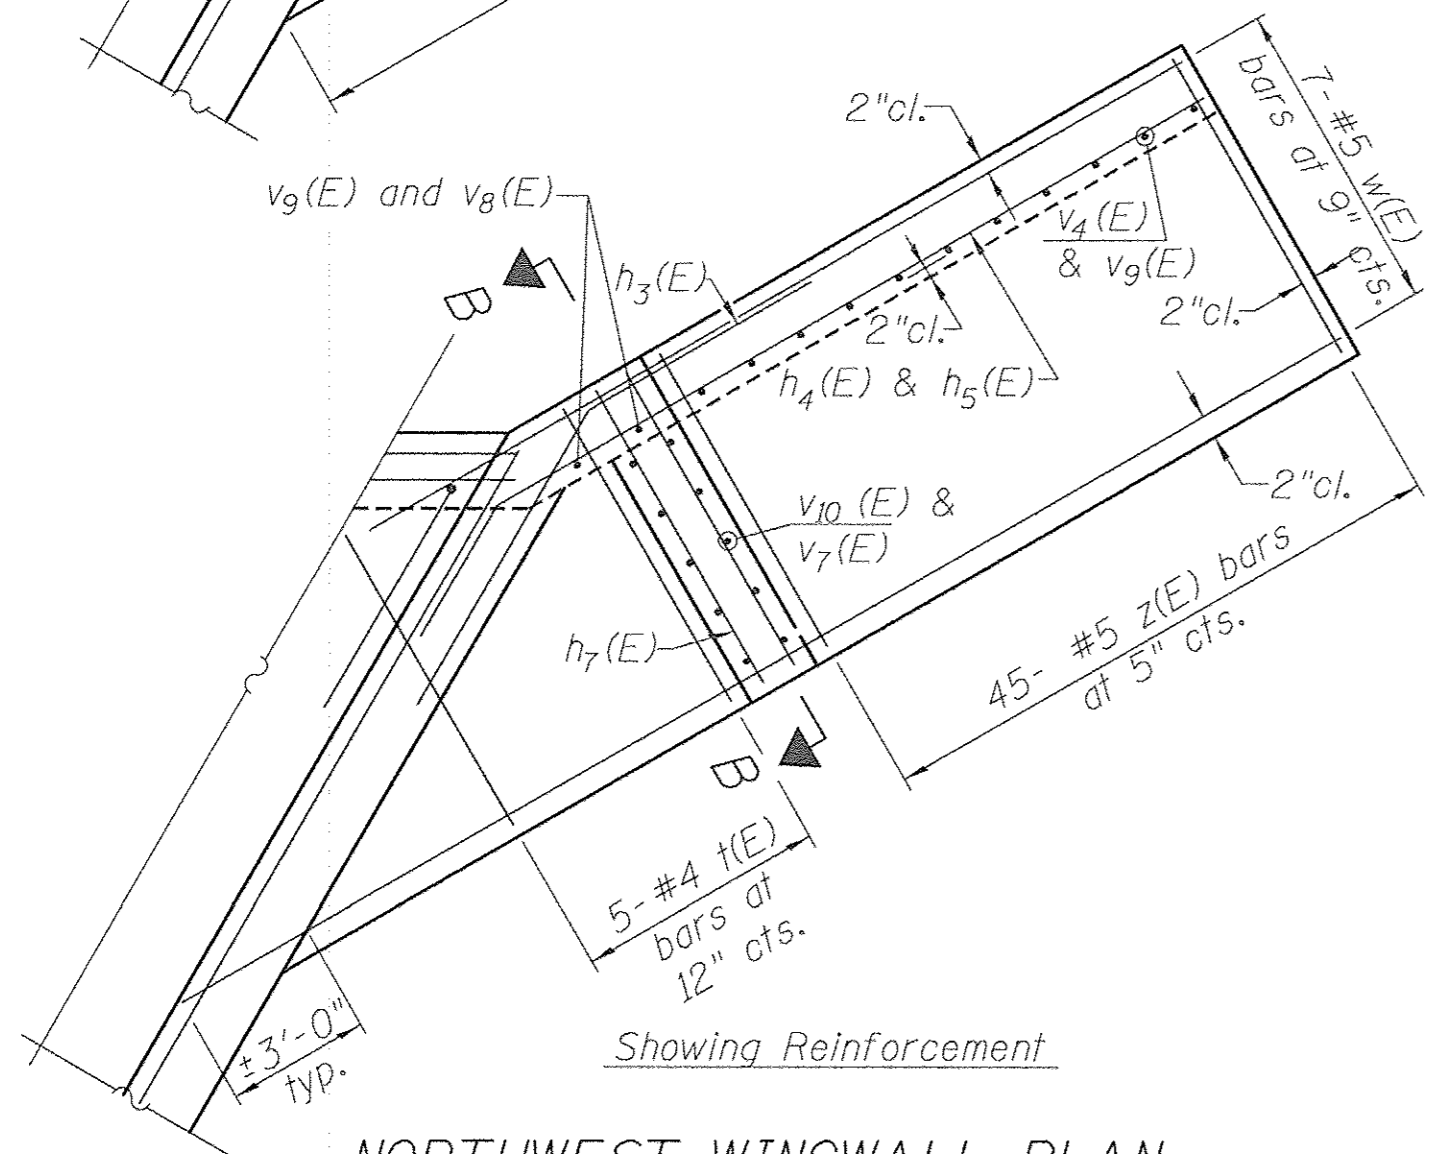 2"cl.
7- #5 w(E)
bars at 9" cts.
v9(E) and v8(E)
v4(E)
& v9(E)
B
h3(E)
2"cl.
2"cl.
h4(E) & h5(E)
2"cl.
v10 (E) &
v7(E)
h7(E)
45- #5 z(E) bars
at 5" cts.
B
5- #4 t(E)
bars at
12" cts.
±3'-0"
typ.
Showing Reinforcement
NORTHWEST WINGWALL PLAN